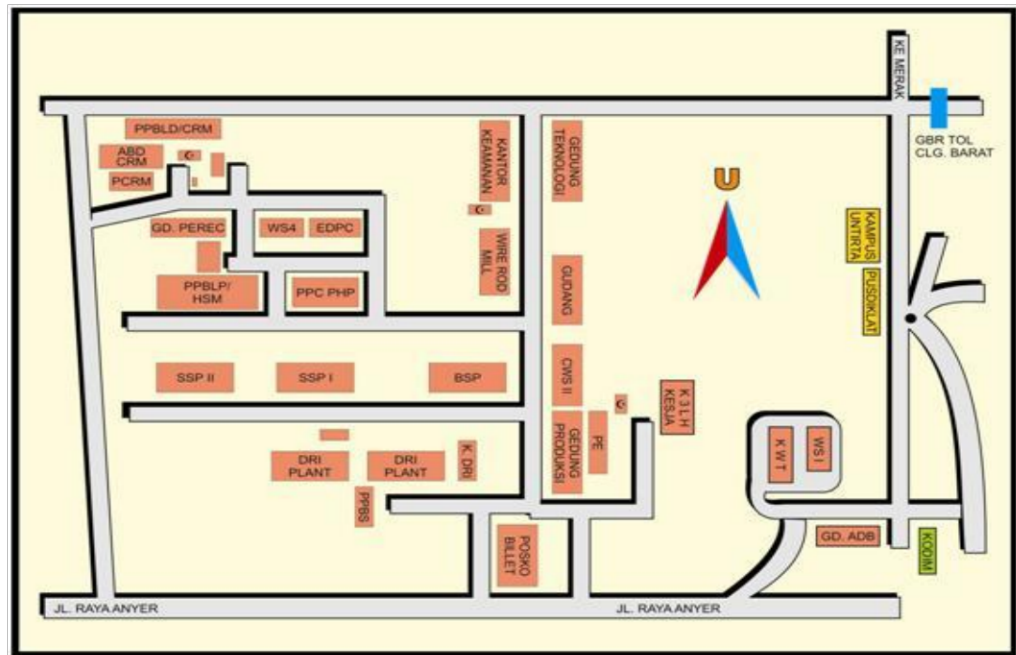 KE MERAK
GBR TOL
CLG. BARAT
PPBLD/CRM
ABD
CRM
PCRM
KANTOR
KEAMANAN
GEDUNG
TEKNOLOGI
U
GD. PEREC
WS4
EDPC
WIRE ROD
MILL
KAMPUS
UNTIRTA
PUSDIKLAT
PPBLP/
HSM
PPC PHP
GUDANG
SSP II
SSP I
BSP
CWS II
K 3 L H
KESJA
DRI
PLANT
DRI
PLANT
K. DRI
GEDUNG
PRODUKSI
PE
K W T
WS I
PPBS
POSKO
BILLET
GD. ADB
KODIM
JL. RAYA ANYER
JL. RAYA ANYER